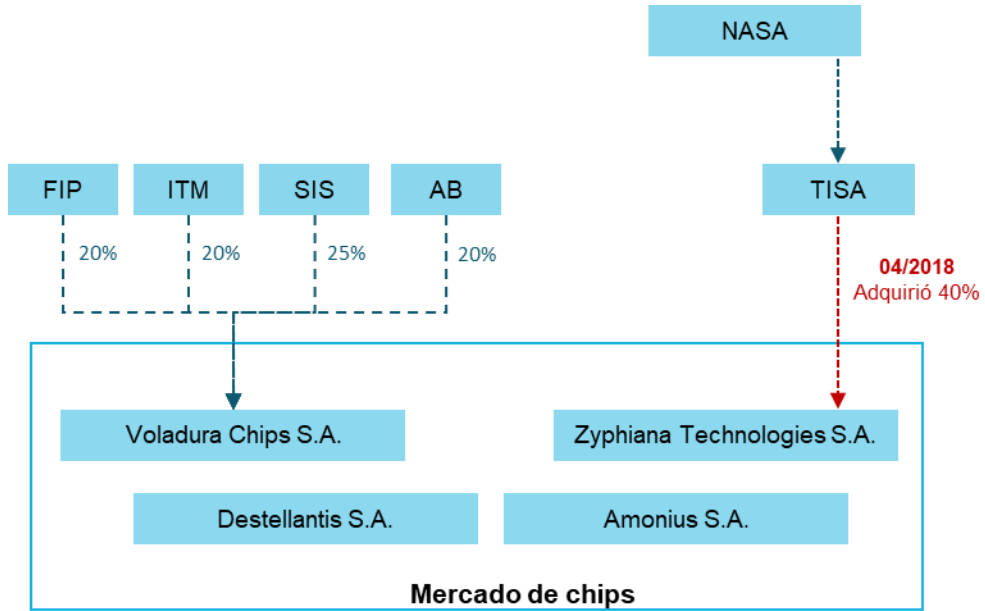 NASA
FIP
ITM
SIS
AB
TISA
20%
20%
25%
20%
04/2018
Adquirió 40%
Voladura Chips S.A.
Zyphiana Technologies S.A.
Destellantis S.A.
Amonius S.A.
Mercado de chips